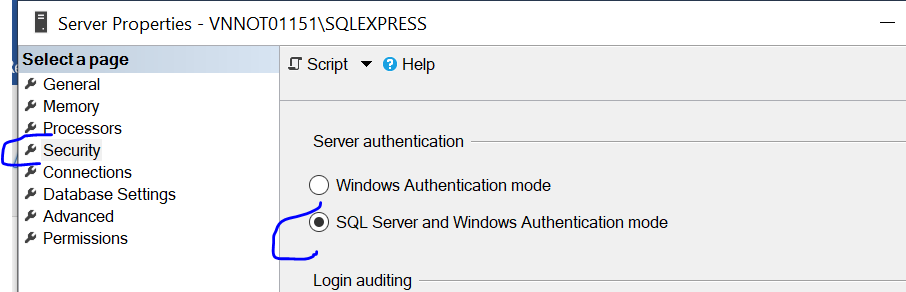 Server Properties - VNNOT01151\SQLEXPRESS
Select a page
General
Memory
Processors
Security
Connections
Database Settings
Advanced
Permissions
Script
Help
Server authentication
Windows Authentication mode
SQL Server and Windows Authentication mode
Login auditing